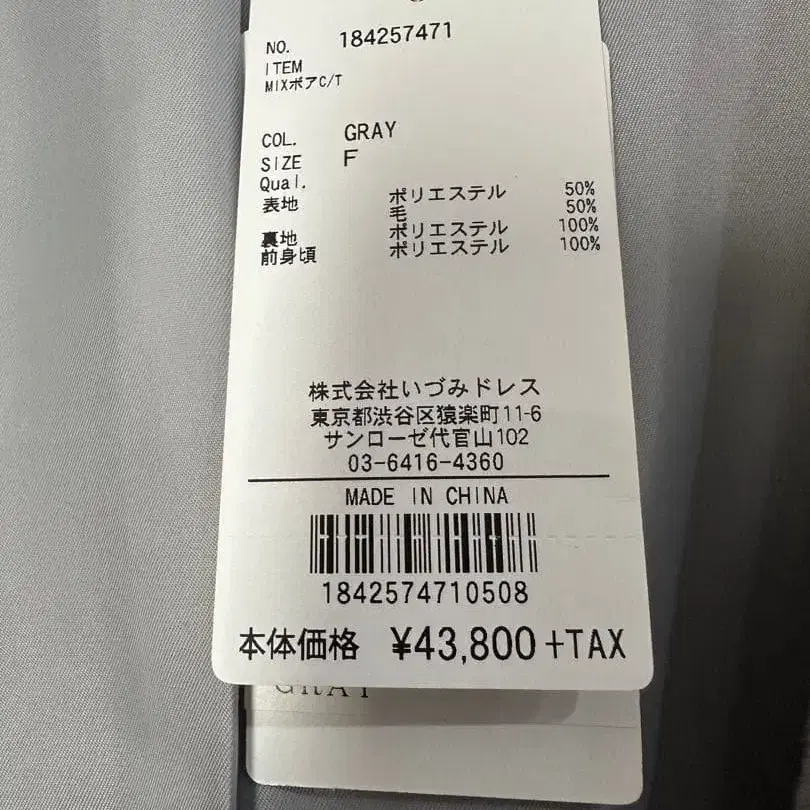 NO. 184257471
ITEM
MIXボアC/T
COL. GRAY
SIZE F
Qual.
表地 ポリエステル 50%
毛 50%
裏地 ポリエステル 100%
前身頃 ポリエステル 100%
株式会社いづみドレス
東京都渋谷区猿楽町11-6
サンローゼ代官山102
03-6416-4360
MADE IN CHINA
1842574710508
本体価格 ¥43,800+TAX